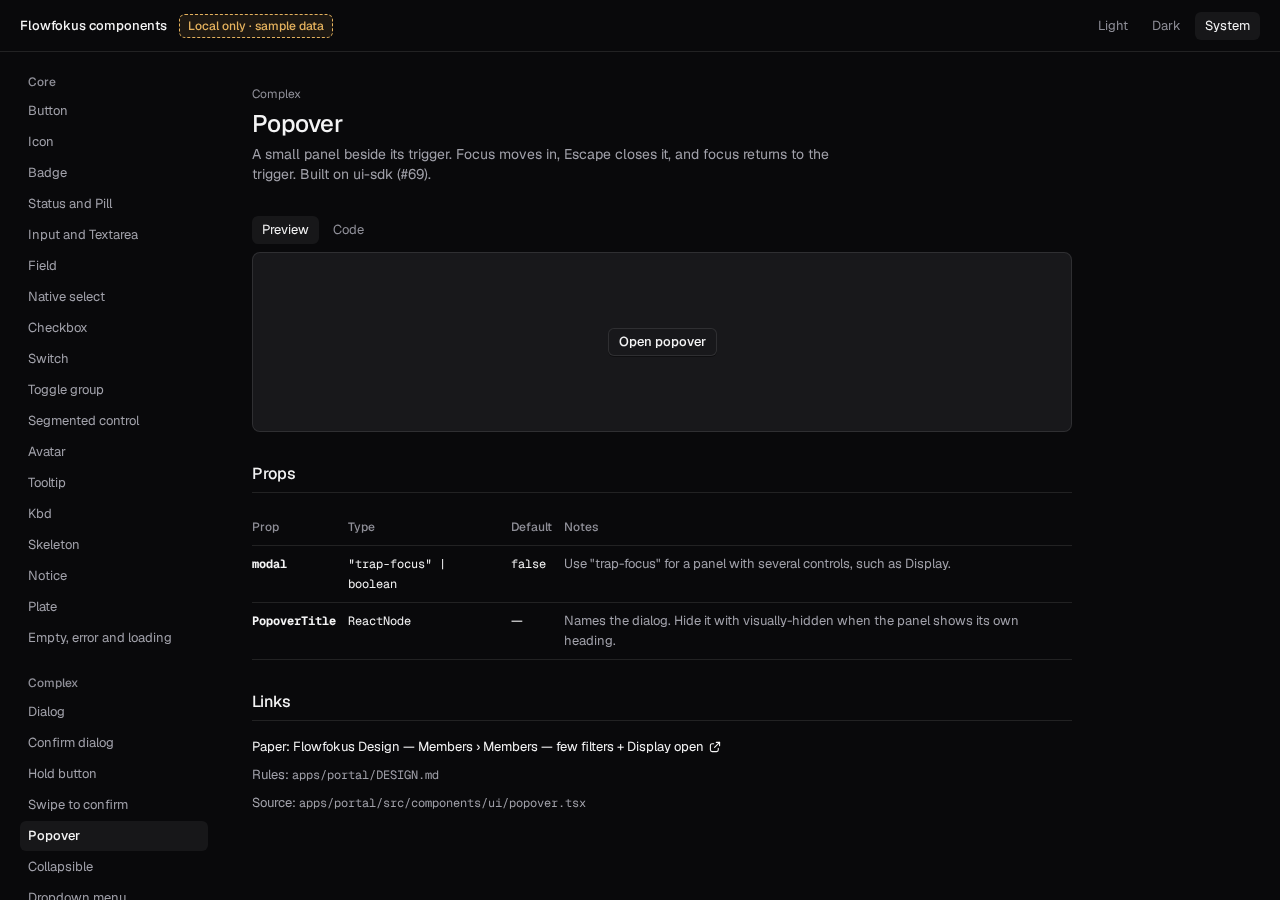 Flowfokus components
Local only · sample data
Light
Dark
System
Core
Button
Icon
Badge
Status and Pill
Input and Textarea
Field
Native select
Checkbox
Switch
Toggle group
Segmented control
Avatar
Tooltip
Kbd
Skeleton
Notice
Plate
Empty, error and loading
Complex
Dialog
Confirm dialog
Hold button
Swipe to confirm
Popover
Collapsible
Dropdown menu
Complex
Popover
A small panel beside its trigger. Focus moves in, Escape closes it, and focus returns to the
trigger. Built on ui-sdk (#69).
Preview
Code
Open popover
Props
Prop
Type
Default
Notes
modal
"trap-focus" |
boolean
false
Use "trap-focus" for a panel with several controls, such as Display.
PopoverTitle
ReactNode
—
Names the dialog. Hide it with visually-hidden when the panel shows its own
heading.
Links
Paper: Flowfokus Design — Members › Members — few filters + Display open
Rules: apps/portal/DESIGN.md
Source: apps/portal/src/components/ui/popover.tsx